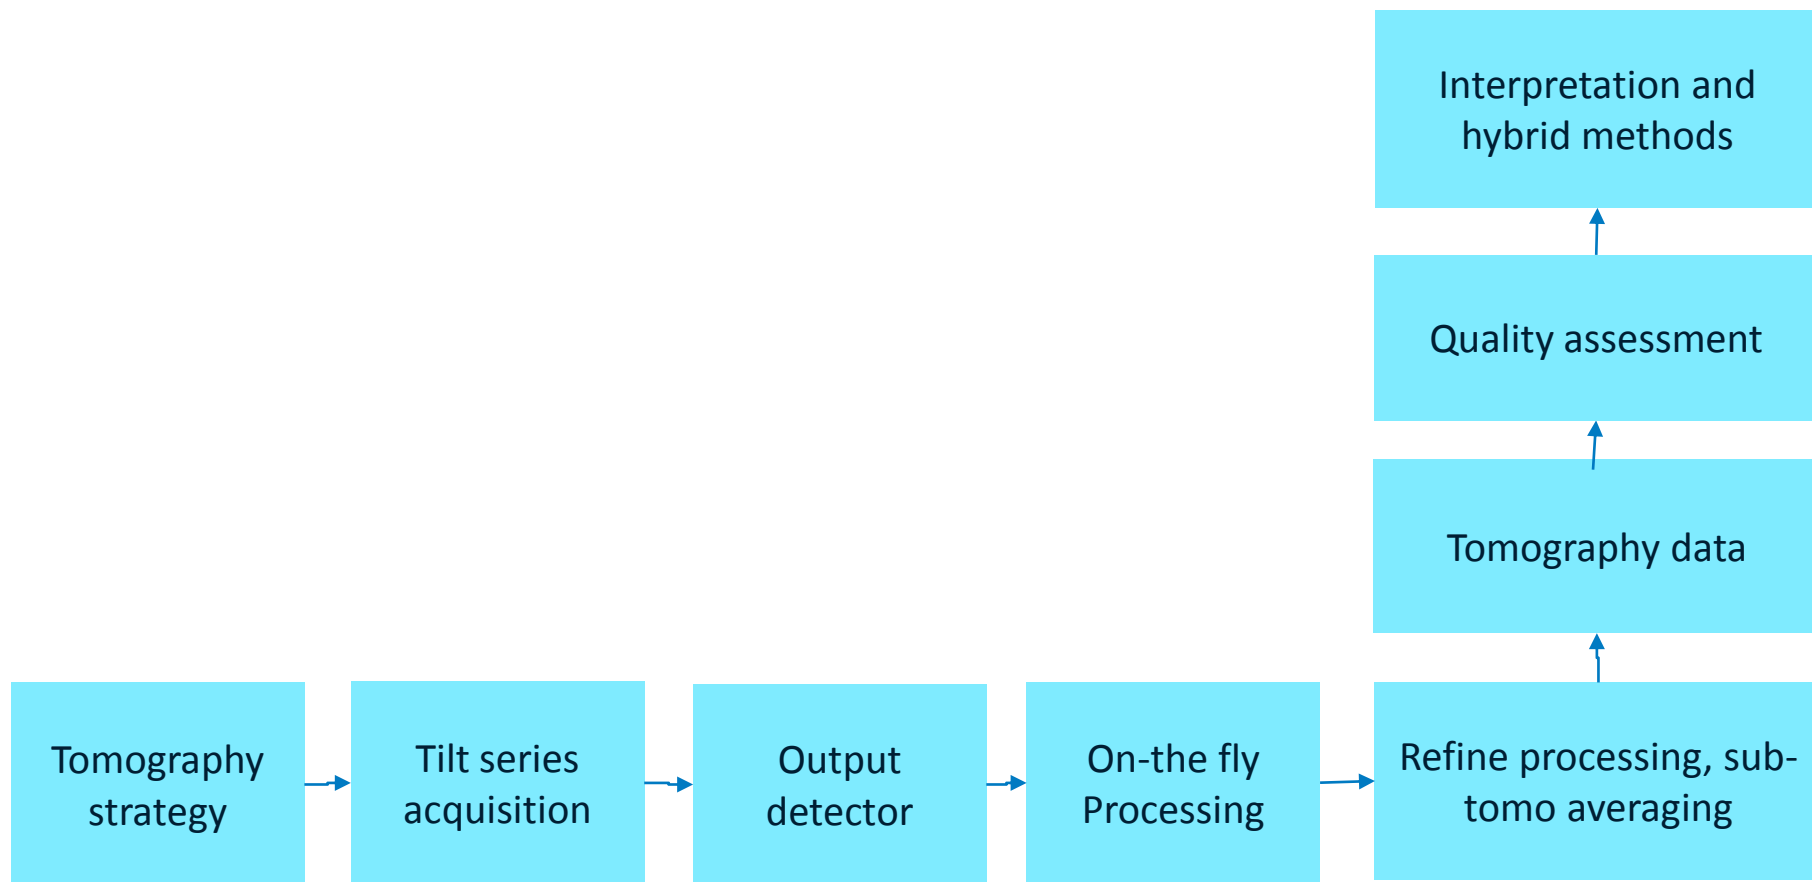 Interpretation and
hybrid methods
Quality assessment
Tomography data
Tomography
strategy
Tilt series
acquisition
Output
detector
On-the fly
Processing
Refine processing, sub-
tomo averaging